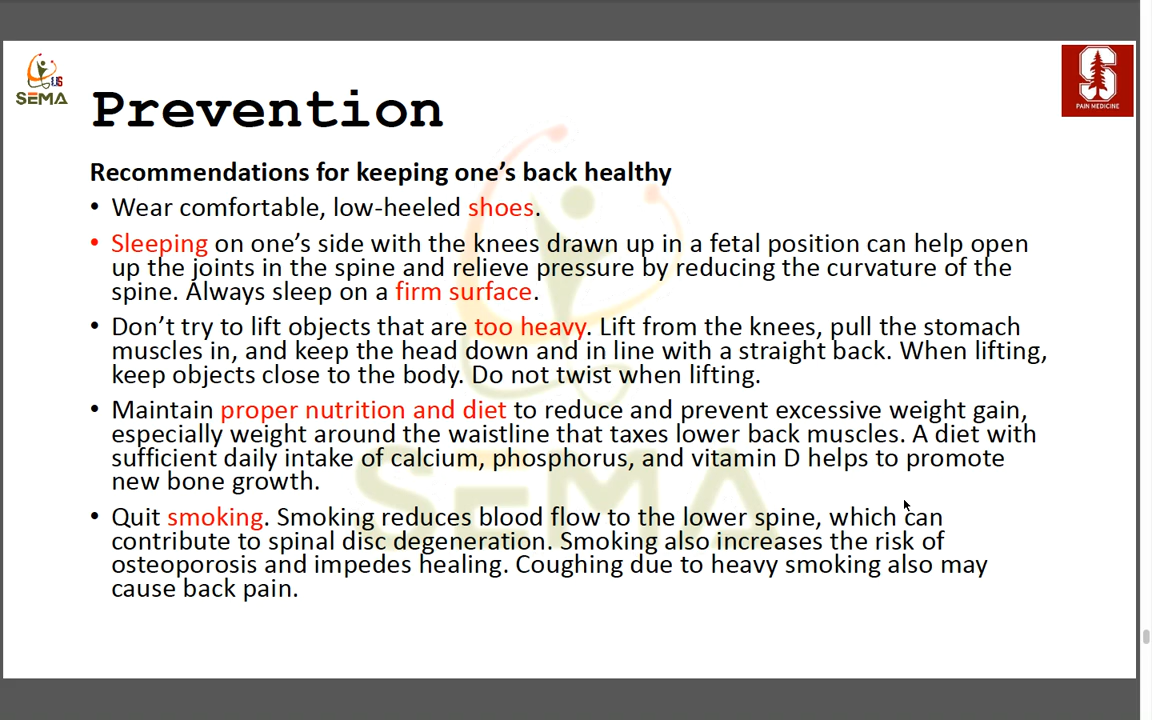 US
SEMA
S
PAIN MEDICINE
Prevention
Recommendations for keeping one’s back healthy
• Wear comfortable, low-heeled shoes.
• Sleeping on one’s side with the knees drawn up in a fetal position can help open
up the joints in the spine and relieve pressure by reducing the curvature of the
spine. Always sleep on a firm surface.
• Don’t try to lift objects that are too heavy. Lift from the knees, pull the stomach
muscles in, and keep the head down and in line with a straight back. When lifting,
keep objects close to the body. Do not twist when lifting.
• Maintain proper nutrition and diet to reduce and prevent excessive weight gain,
especially weight around the waistline that taxes lower back muscles. A diet with
sufficient daily intake of calcium, phosphorus, and vitamin D helps to promote
new bone growth.
• Quit smoking. Smoking reduces blood flow to the lower spine, which can
contribute to spinal disc degeneration. Smoking also increases the risk of
osteoporosis and impedes healing. Coughing due to heavy smoking also may
cause back pain.
SEMA